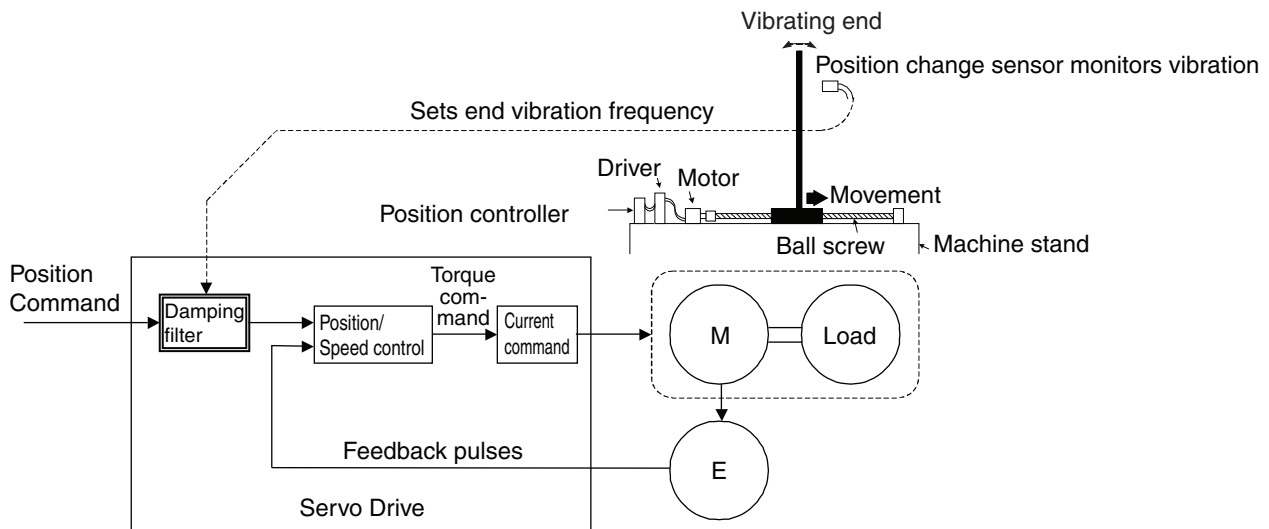 Vibrating end
Position change sensor monitors vibration
Sets end vibration frequency
Driver
Motor
Movement
Position controller
Ball screw
Machine stand
Position
Command
Damping
filter
Position/
Speed control
Torque
com-
mand
Current
command
M
Load
Feedback pulses
E
Servo Drive